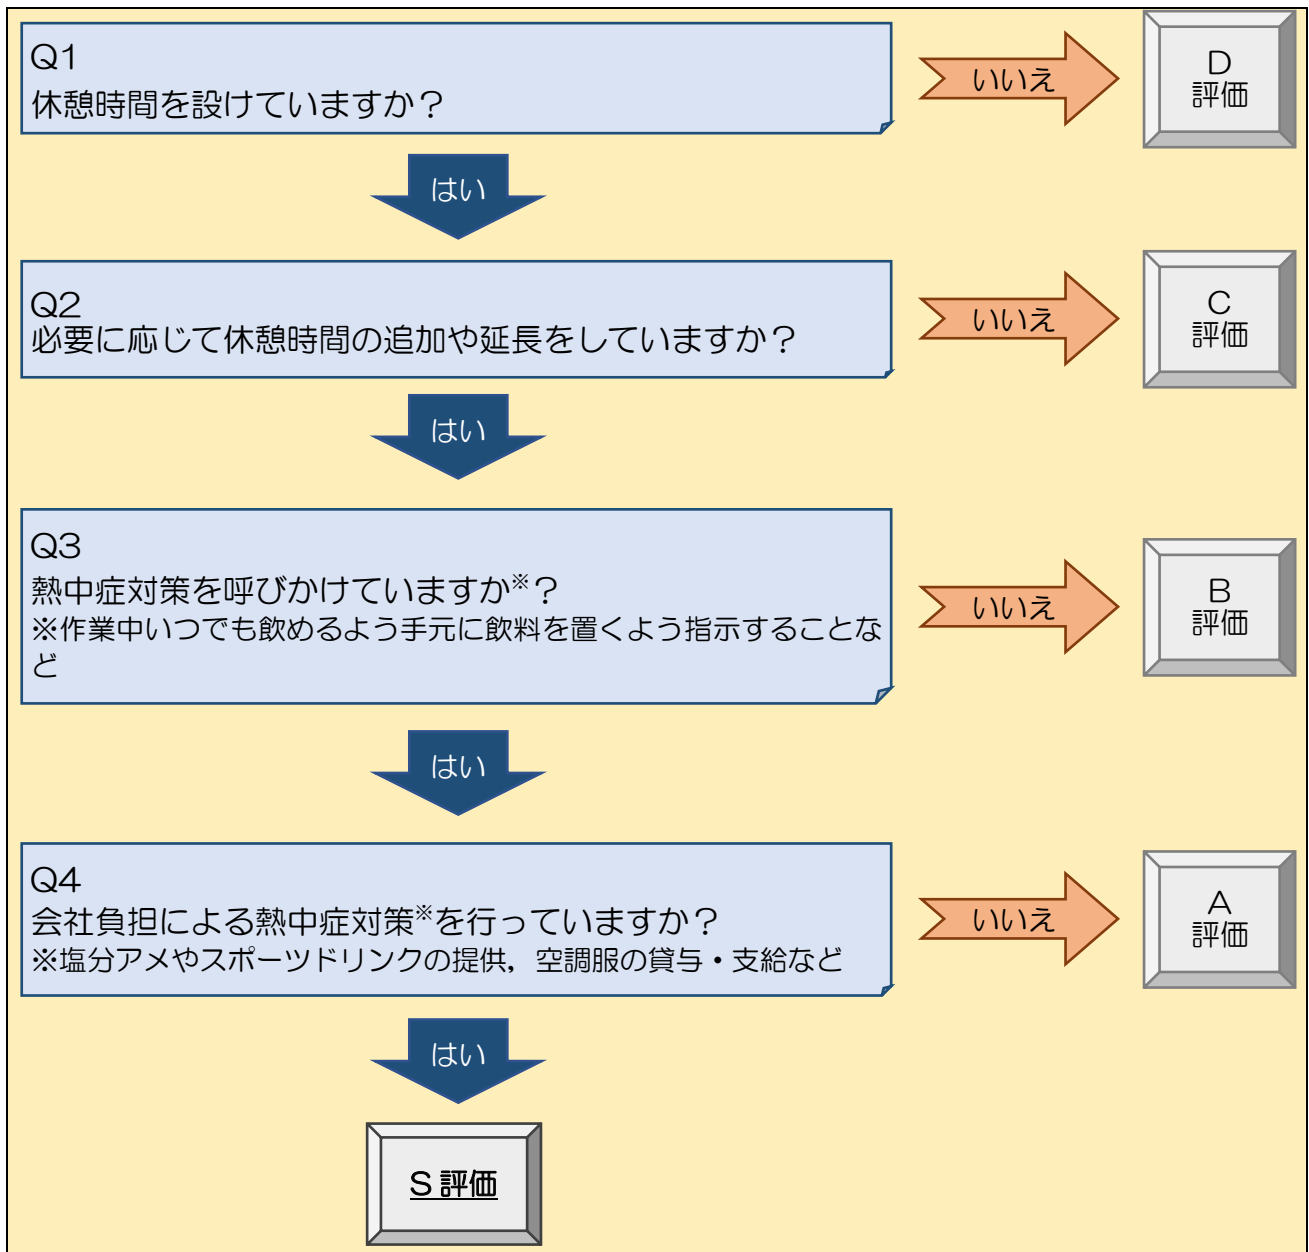 Q1
休憩時間を設けていますか？
いいえ
D
評価
はい
Q2
必要に応じて休憩時間の追加や延長をしていますか？
いいえ
C
評価
はい
Q3
熱中症対策を呼びかけていますか※？
※作業中いつでも飲めるよう手元に飲料を置くよう指示することな
ど
いいえ
B
評価
はい
Q4
会社負担による熱中症対策※を行っていますか？
※塩分アメやスポーツドリンクの提供，空調服の貸与・支給など
いいえ
A
評価
はい
S評価